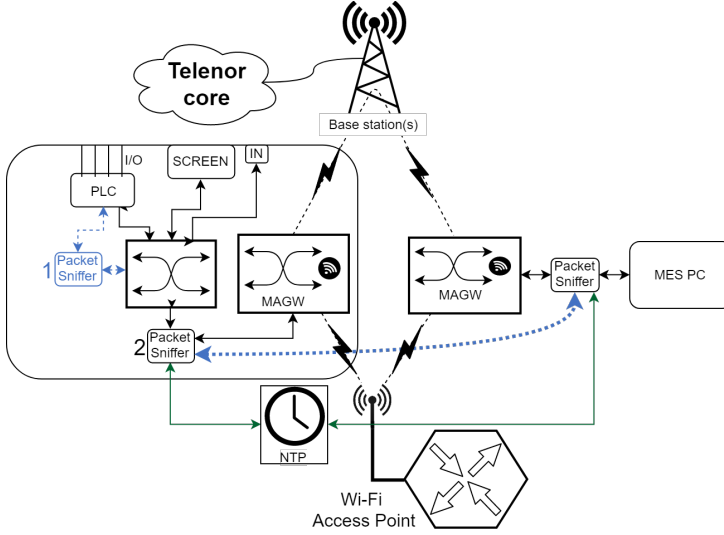 Telenor
core
Base station(s)
I/O
SCREEN
IN
PLC
1
Packet
Sniffer
MAGW
MAGW
Packet
Sniffer
MES PC
2
Packet
Sniffer
NTP
Wi-Fi
Access Point